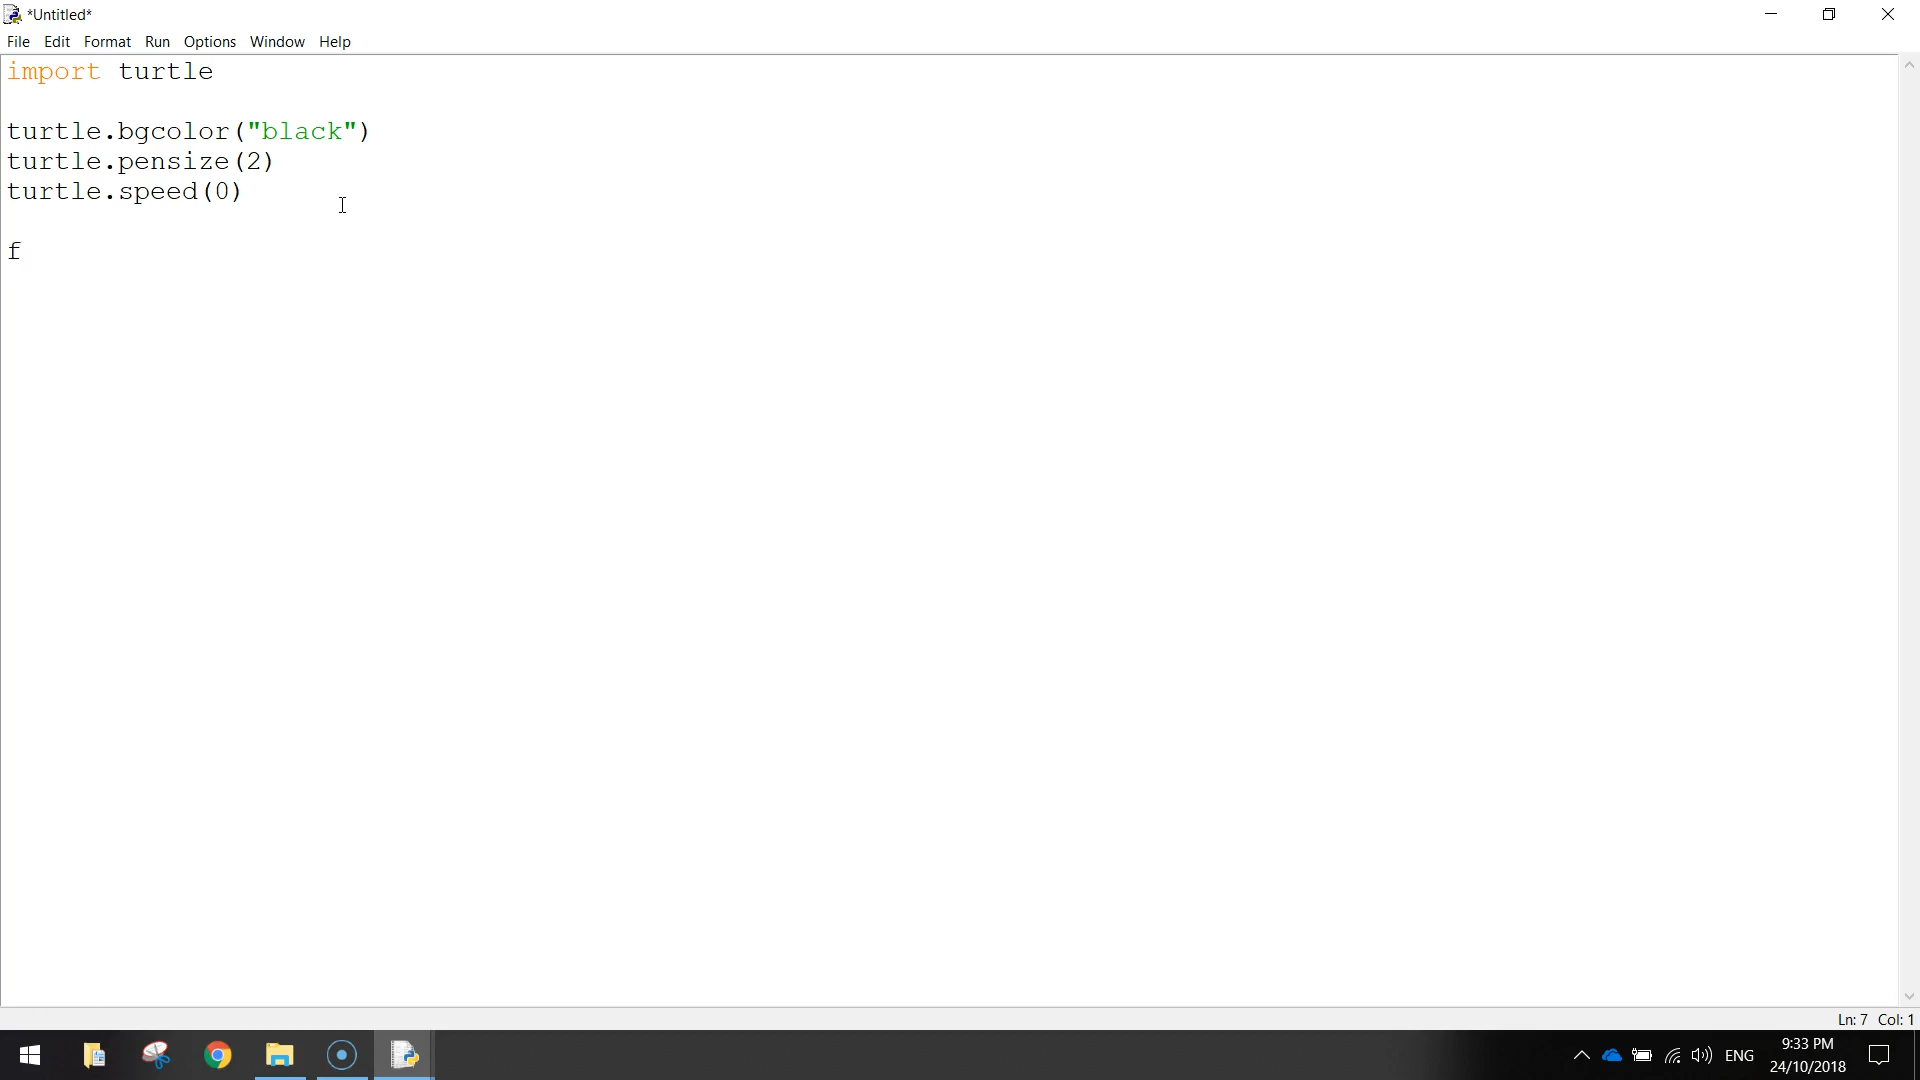 *Untitled*
File Edit Format Run Options Window Help
import turtle
turtle.bgcolor("black")
turtle.pensize(2)
turtle.speed(0)
f
Ln: 7 Col: 1
ENG
9:33 PM
24/10/2018